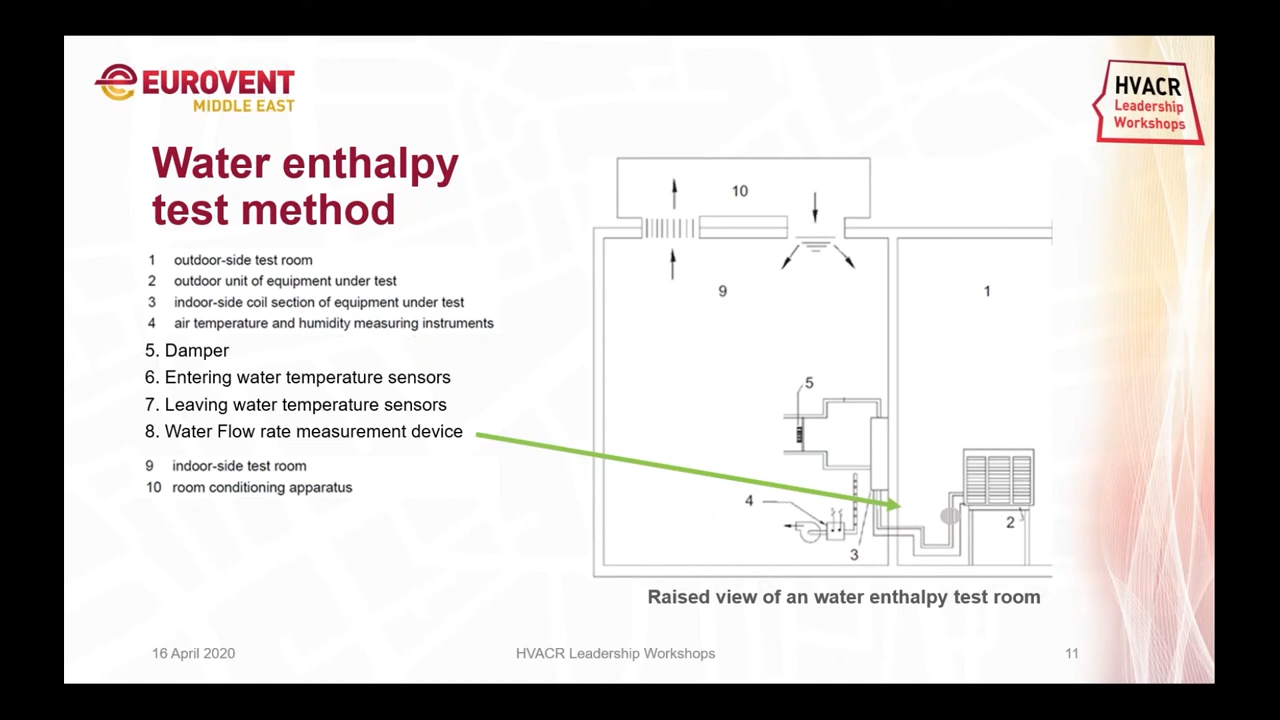 EUROVENT
MIDDLE EAST
HVACR
Leadership
Workshops
Water enthalpy
test method
1 outdoor-side test room
2 outdoor unit of equipment under test
3 indoor-side coil section of equipment under test
4 air temperature and humidity measuring instruments
5. Damper
6. Entering water temperature sensors
7. Leaving water temperature sensors
8. Water Flow rate measurement device
9 indoor-side test room
10 room conditioning apparatus
10
9
1
5
4
2
3
Raised view of an water enthalpy test room
16 April 2020
HVACR Leadership Workshops
11